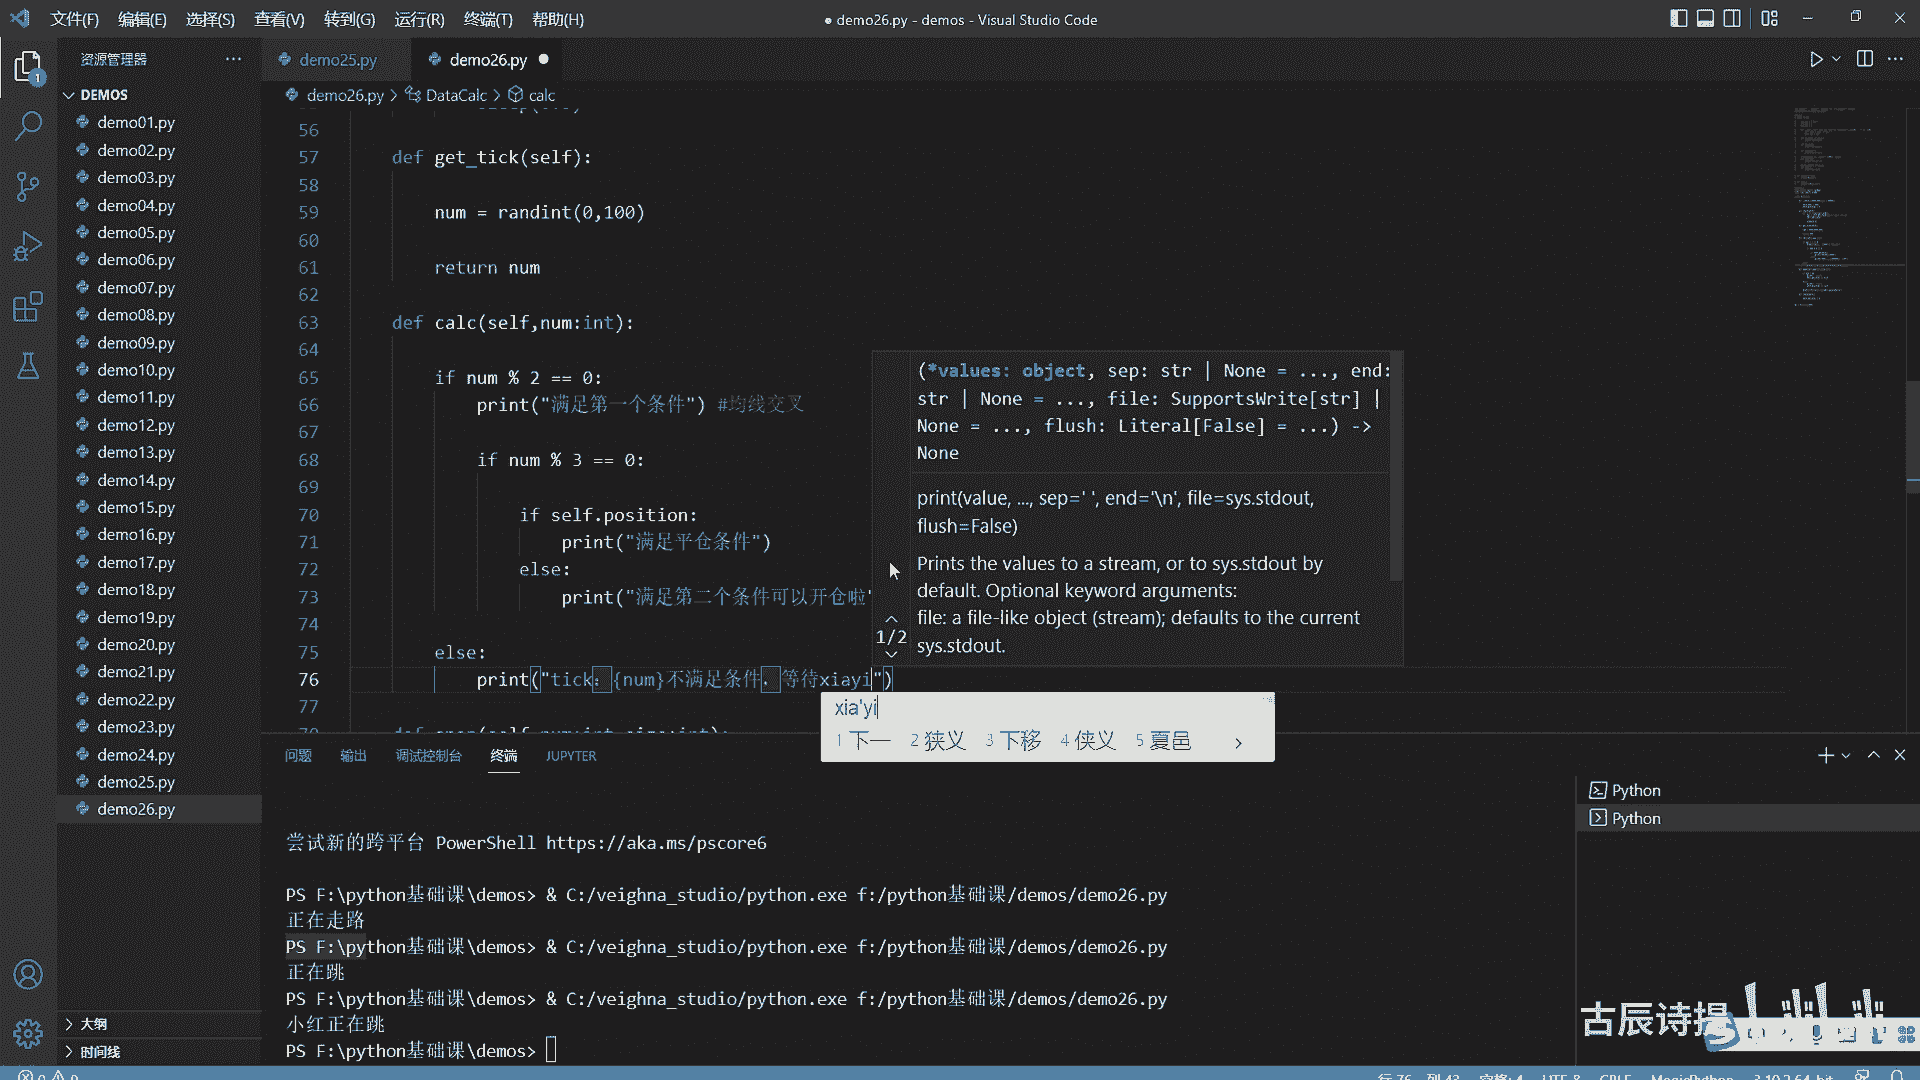 文件(F) 编辑(E) 选择(S) 查看(V) 转到(G) 运行(R) 终端(T) 帮助(H)
● demo26.py - demos - Visual Studio Code
资源管理器
demo25.py
demo26.py
demo26.py > DataCalc > calc
1
DEMOS
demo01.py
demo02.py
demo03.py
demo04.py
demo05.py
demo06.py
demo07.py
demo08.py
demo09.py
demo10.py
demo11.py
demo12.py
demo13.py
demo14.py
demo15.py
demo16.py
demo17.py
demo18.py
demo19.py
demo20.py
demo21.py
demo22.py
demo23.py
demo24.py
demo25.py
demo26.py
大纲
时间线
56
57 def get_tick(self):
58
59 num = randint(0,100)
60
61 return num
62
63 def calc(self,num:int):
64
65 if num % 2 == 0:
66 print("满足第一个条件") #均线交叉
67
68 if num % 3 == 0:
69
70 if self.position:
71 print("满足平仓条件")
72 else:
73 print("满足第二个条件可以开仓啦"
74
75 else:
76 print("tick：{num}不满足条件，等待xiayi")
77
(*values: object, sep: str | None = ..., end:
str | None = ..., file: SupportsWrite[str] |
None = ..., flush: Literal[False] = ...) ->
None
print(value, ..., sep=' ', end='\n', file=sys.stdout,
flush=False)
Prints the values to a stream, or to sys.stdout by
default. Optional keyword arguments:
file: a file-like object (stream); defaults to the current
sys.stdout.
1/2
xia'yi
1 下一 2 狭义 3 下移 4 侠义 5 夏邑
问题 输出 调试控制台 终端 JUPYTER
尝试新的跨平台 PowerShell https://aka.ms/pscore6
PS F:\python基础课\demos> & C:/veighna_studio/python.exe f:/python基础课/demos/demo26.py
正在走路
PS F:\python基础课\demos> & C:/veighna_studio/python.exe f:/python基础课/demos/demo26.py
正在跳
PS F:\python基础课\demos> & C:/veighna_studio/python.exe f:/python基础课/demos/demo26.py
小红正在跳
PS F:\python基础课\demos>
Python
Python
古辰诗提